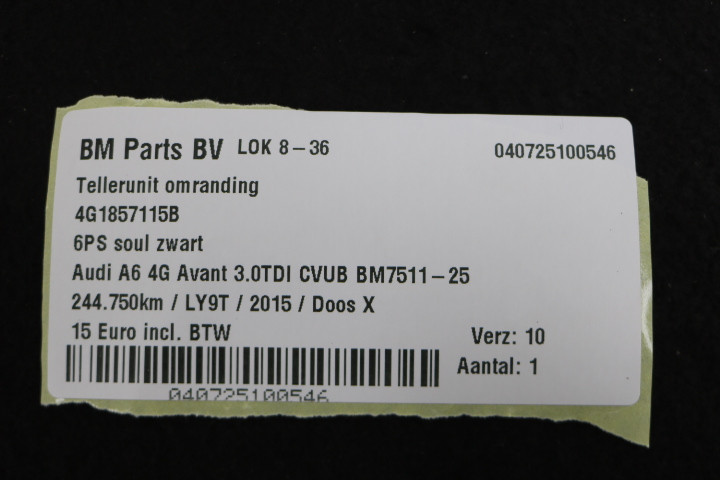 BM Parts BV LOK 8-36 040725100546
Tellerunit omranding
4G1857115B
6PS soul zwart
Audi A6 4G Avant 3.0TDI CVUB BM7511-25
244.750km / LY9T / 2015 / Doos X
15 Euro incl. BTW Verz: 10
Aantal: 1
040725100546